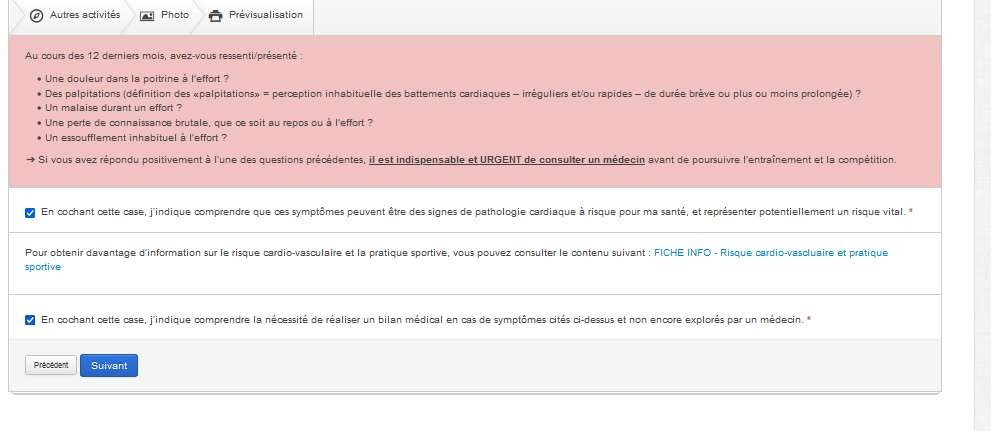 Autres activités Photo Prévisualisation
Au cours des 12 derniers mois, avez-vous ressenti/présenté :
• Une douleur dans la poitrine à l'effort ?
• Des palpitations (définition des «palpitations» = perception inhabituelle des battements cardiaques – irréguliers et/ou rapides – de durée brève ou plus ou moins prolongée) ?
• Un malaise durant un effort ?
• Une perte de connaissance brutale, que ce soit au repos ou à l'effort ?
• Un essoufflement inhabituel à l'effort ?
➔ Si vous avez répondu positivement à l'une des questions précédentes, il est indispensable et URGENT de consulter un médecin avant de poursuivre l'entraînement et la compétition.
En cochant cette case, j'indique comprendre que ces symptômes peuvent être des signes de pathologie cardiaque à risque pour ma santé, et représenter potentiellement un risque vital. *
Pour obtenir davantage d'information sur le risque cardio-vasculaire et la pratique sportive, vous pouvez consulter le contenu suivant : FICHE INFO - Risque cardio-vascluaire et pratique
sportive
En cochant cette case, j'indique comprendre la nécessité de réaliser un bilan médical en cas de symptômes cités ci-dessus et non encore explorés par un médecin. *
Précédent Suivant